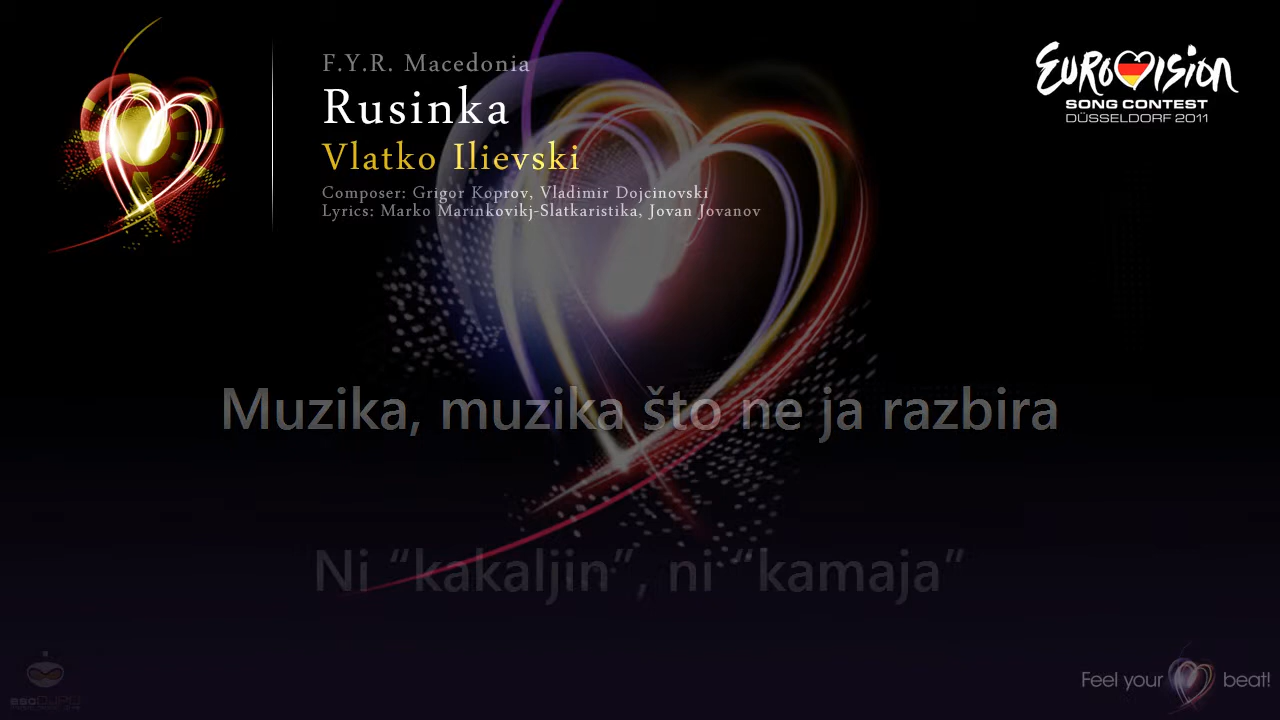 F.Y.R. Macedonia
Rusinka
Vlatko Ilievski
Composer: Grigor Koprov, Vladimir Dojcinovski
Lyrics: Marko Marinkovikj-Slatkaristika, Jovan Jovanov
EUROVISION
SONG CONTEST
DÜSSELDORF 2011
Muzika, muzika što ne ja razbira
Ni “kakaljin”, ni “kamaja”
Feel your beat!